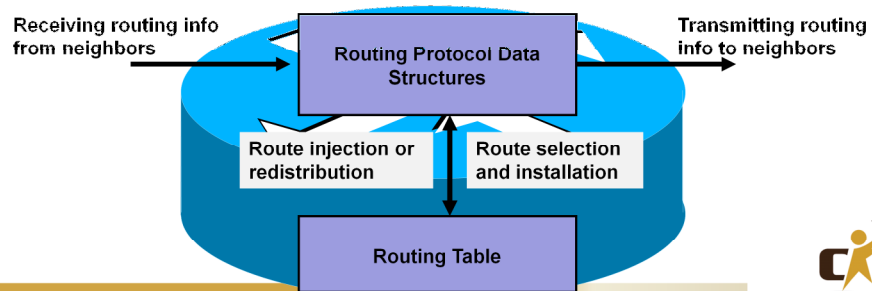 Receiving routing info
from neighbors
Transmitting routing
info to neighbors
Routing Protocol Data
Structures
Route injection or
redistribution
Route selection
and installation
Routing Table
C